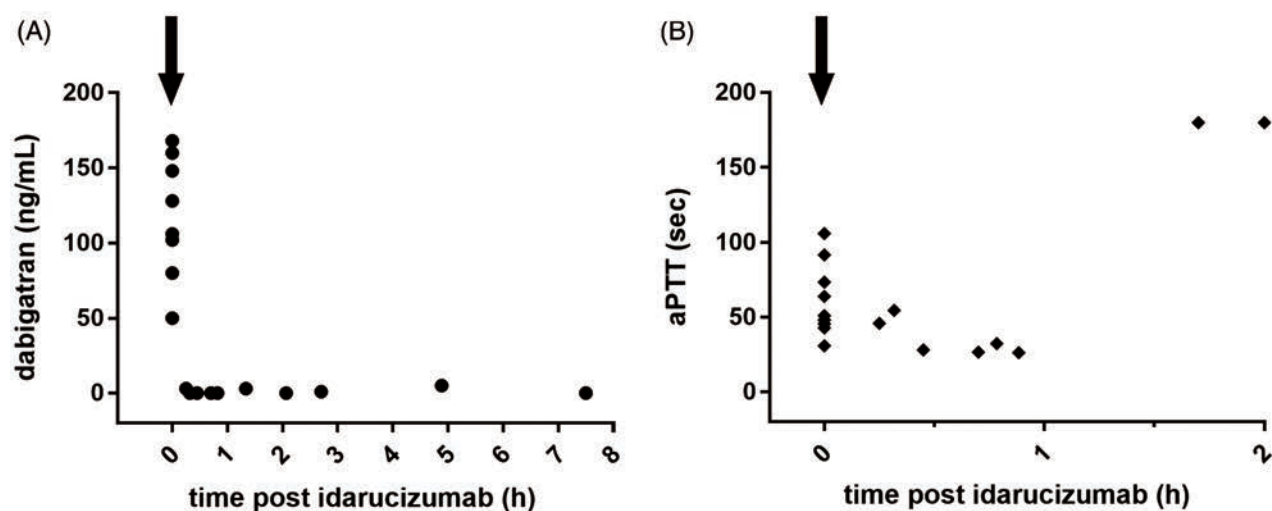 (A)
dabigatran (ng/mL)
200
150
100
50
0
0 1 2 3 4 5 6 7 8
time post idarucizumab (h)
(B)
aPTT (sec)
200
150
100
50
0
0 1 2
time post idarucizumab (h)